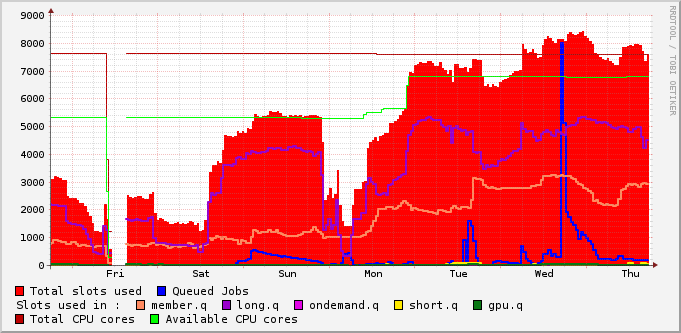 9000
8000
7000
6000
5000
4000
3000
2000
1000
0
Fri Sat Sun Mon Tue Wed Thu
RRDTOOL / TOBI OETIKER
Total slots used Queued Jobs
Slots used in : member.q long.q ondemand.q short.q gpu.q
Total CPU cores Available CPU cores